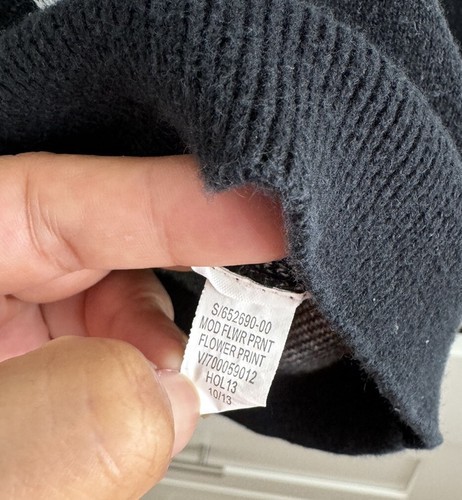 S/652690-00
MOD FLWR PRNT
FLOWER PRINT
V/700059012
HOL13
10/13